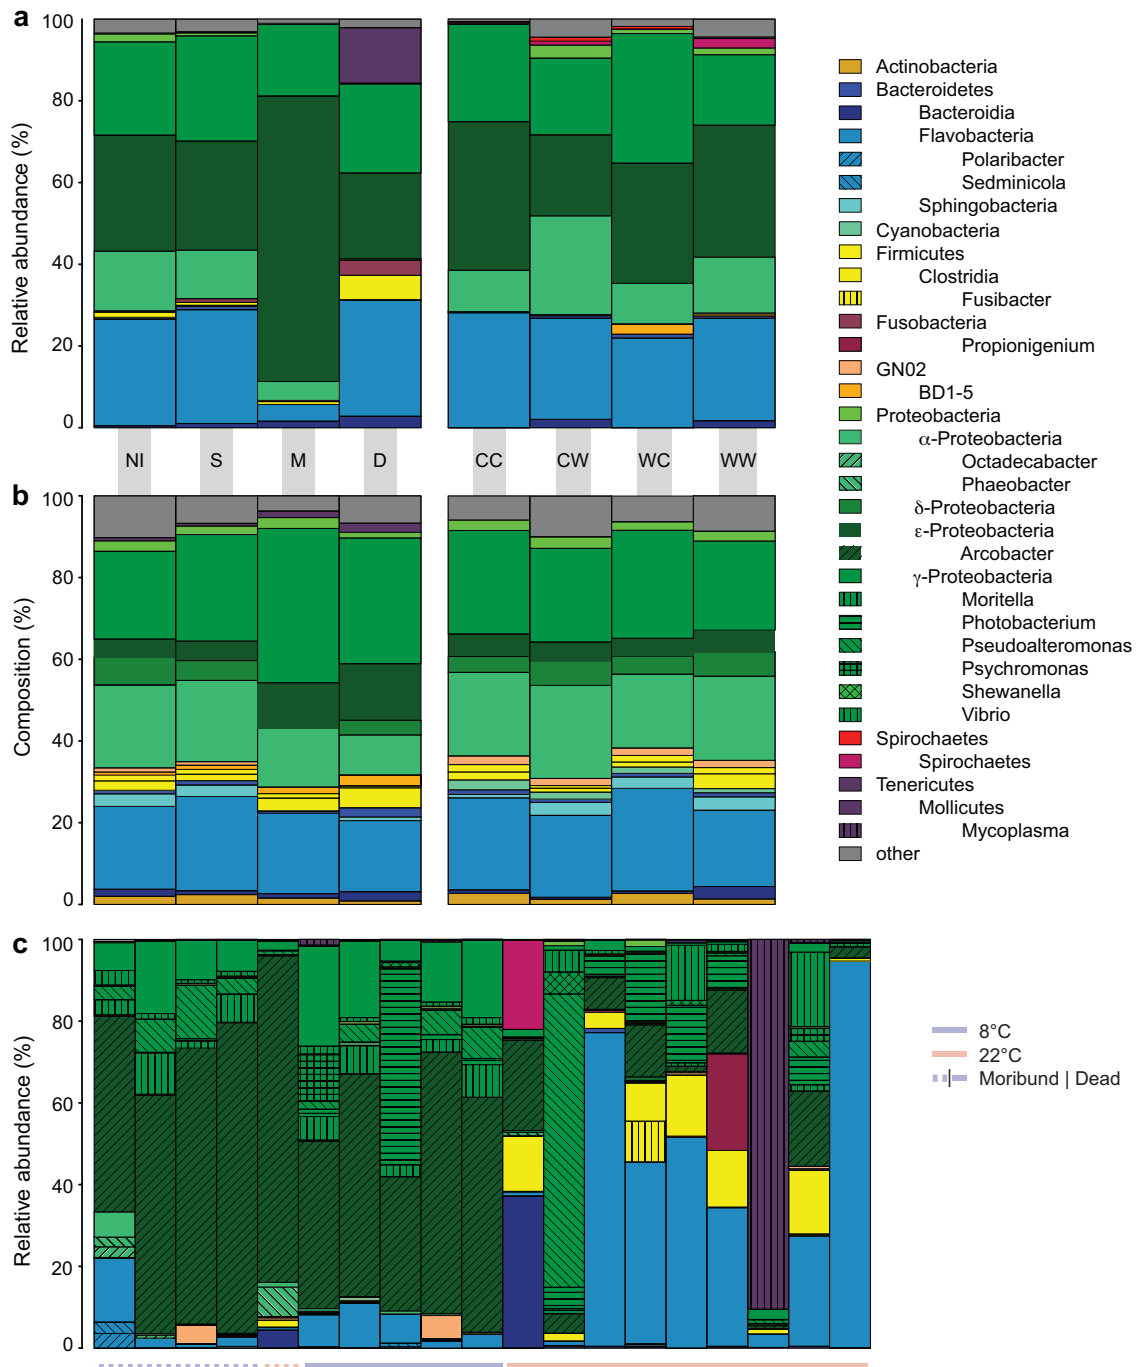 a
100
80
60
40
20
0
Relative abundance (%)
NI S M D CC CW WC WW
b
100
80
60
40
20
0
Composition (%)
c
100
80
60
40
20
0
Relative abundance (%)
Actinobacteria
Bacteroidetes
Bacteroidia
Flavobacteria
Polaribacter
Sedminicola
Sphingobacteria
Cyanobacteria
Firmicutes
Clostridia
Fusibacter
Fusobacteria
Propionigenium
GN02
BD1-5
Proteobacteria
α-Proteobacteria
Octadecabacter
Phaeobacter
δ-Proteobacteria
ε-Proteobacteria
Arcobacter
γ-Proteobacteria
Moritella
Photobacterium
Pseudoalteromonas
Psychromonas
Shewanella
Vibrio
Spirochaetes
Spirochaetes
Tenericutes
Mollicutes
Mycoplasma
other
8°C
22°C
Moribund | Dead